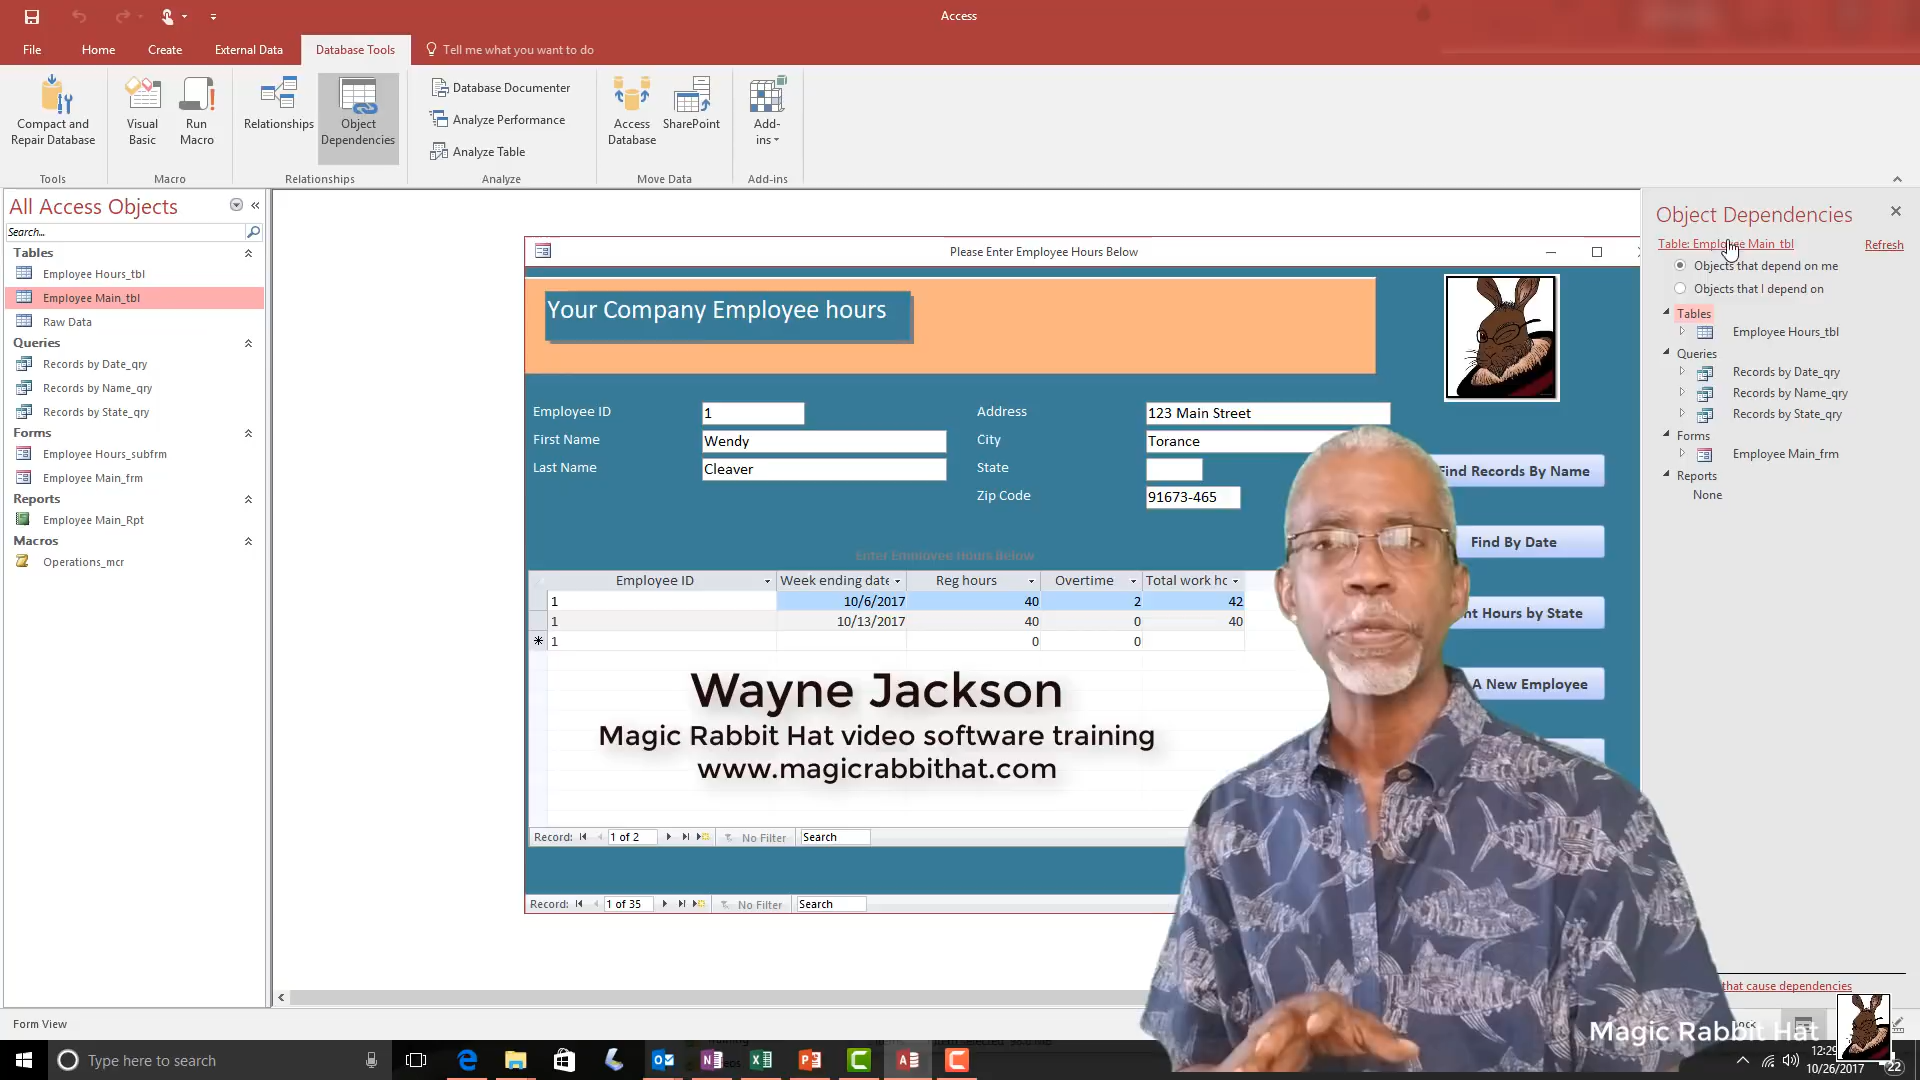 Access
File Home Create External Data Database Tools Tell me what you want to do
Compact and Repair Database
Visual Basic
Run Macro
Relationships
Object Dependencies
Database Documenter
Analyze Performance
Analyze Table
Access Database
SharePoint
Add-ins
Tools Macro Relationships Analyze Move Data Add-ins
All Access Objects
Search...
Tables
Employee Hours_tbl
Employee Main_tbl
Raw Data
Queries
Records by Date_qry
Records by Name_qry
Records by State_qry
Forms
Employee Hours_subfrm
Employee Main_frm
Reports
Employee Main_Rpt
Macros
Operations_mcr
Please Enter Employee Hours Below
Your Company Employee hours
Employee ID 1
First Name Wendy
Last Name Cleaver
Address 123 Main Street
City Torance
State
Zip Code 91673-465
Find Records By Name
Find By Date
Hours by State
A New Employee
Enter Employee Hours Below
Employee ID Week ending date Reg hours Overtime Total work hc
1 10/6/2017 40 2 42
1 10/13/2017 40 0 40
1 0 0
Wayne Jackson
Magic Rabbit Hat video software training
www.magicrabbithat.com
Record: 1 of 2 No Filter Search
Record: 1 of 35 No Filter Search
Object Dependencies
Table: Employee Main_tbl Refresh
Objects that depend on me
Objects that I depend on
Tables
Employee Hours_tbl
Queries
Records by Date_qry
Records by Name_qry
Records by State_qry
Forms
Employee Main_frm
Reports
None
that cause dependencies
Form View
Magic Rabbit Hat
Type here to search
12:29
10/26/2017
22